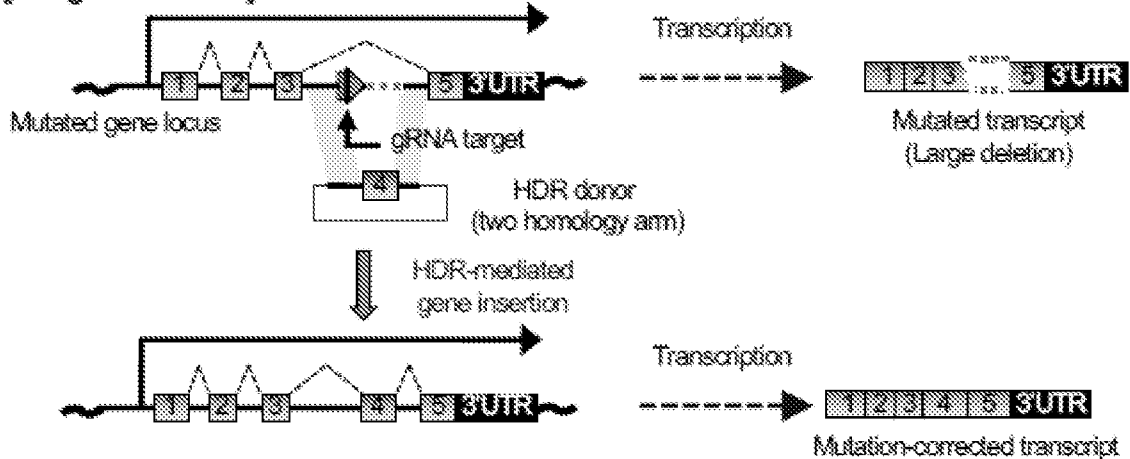 Transcription
1 2 3 5 3'UTR
1 2 3 5 3'UTR
Mutated gene locus
gRNA target
Mutated transcript
(Large deletion)
4
HDR donor
(two homology arm)
HDR-mediated
gene insertion
Transcription
1 2 3 4 5 3'UTR
1 2 3 4 5 3'UTR
Mutation-corrected transcript